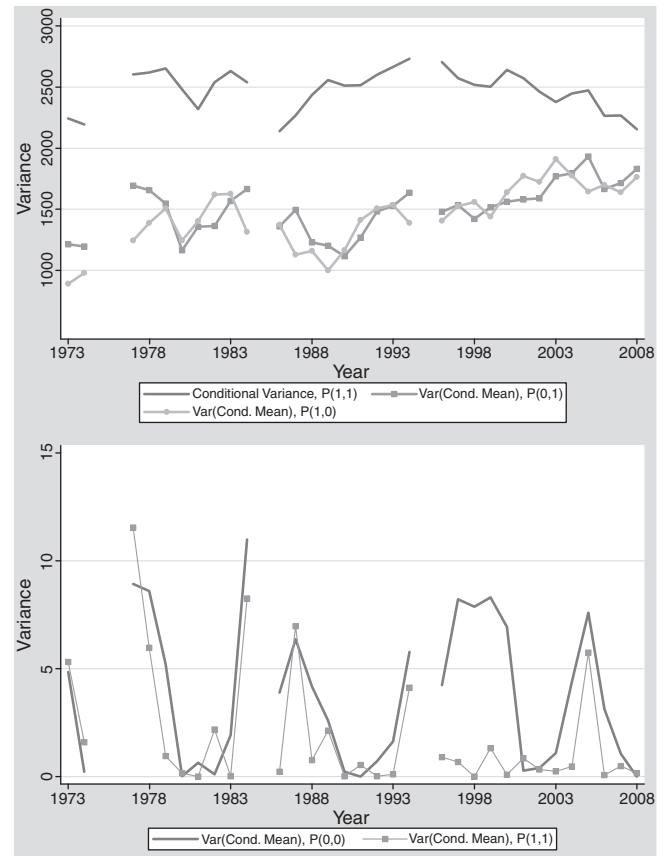 3000
2500
2000
1500
1000
Variance
1973 1978 1983 1988 1993 1998 2003 2008
Year
Conditional Variance, P(1,1) Var(Cond. Mean), P(0,1)
Var(Cond. Mean), P(1,0)
15
10
5
0
Variance
1973 1978 1983 1988 1993 1998 2003 2008
Year
Var(Cond. Mean), P(0,0) Var(Cond. Mean), P(1,1)